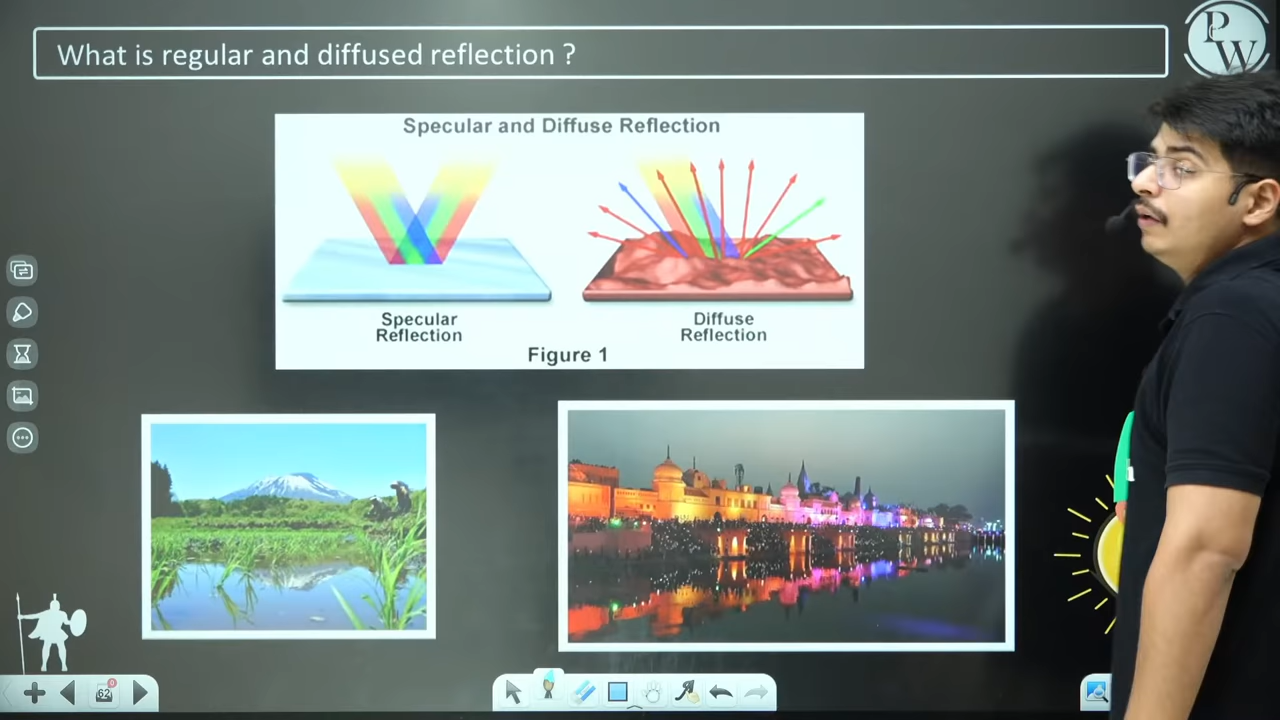 What is regular and diffused reflection ?
PW
Specular and Diffuse Reflection
Specular
Reflection
Diffuse
Reflection
Figure 1
62